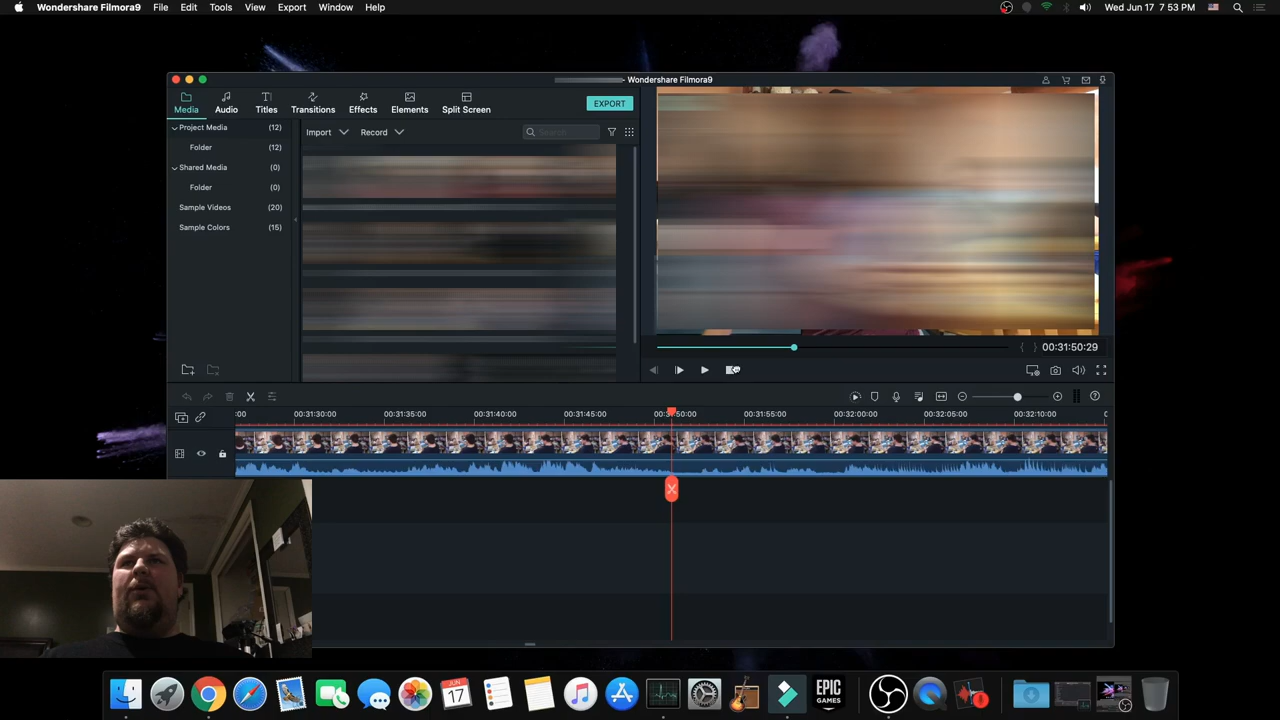 Wondershare Filmora9 File Edit Tools View Export Window Help Wed Jun 17 7:53 PM
- Wondershare Filmora9
Media Audio Titles Transitions Effects Elements Split Screen EXPORT
Project Media (12) Import Record Search
Folder (12)
Shared Media (0)
Folder (0)
Sample Videos (20)
Sample Colors (15)
{ } 00:31:50:29
:00 00:31:30:00 00:31:35:00 00:31:40:00 00:31:45:00 00:31:50:00 00:31:55:00 00:32:00:00 00:32:05:00 00:32:10:00
JUN
17
EPIC
GAMES